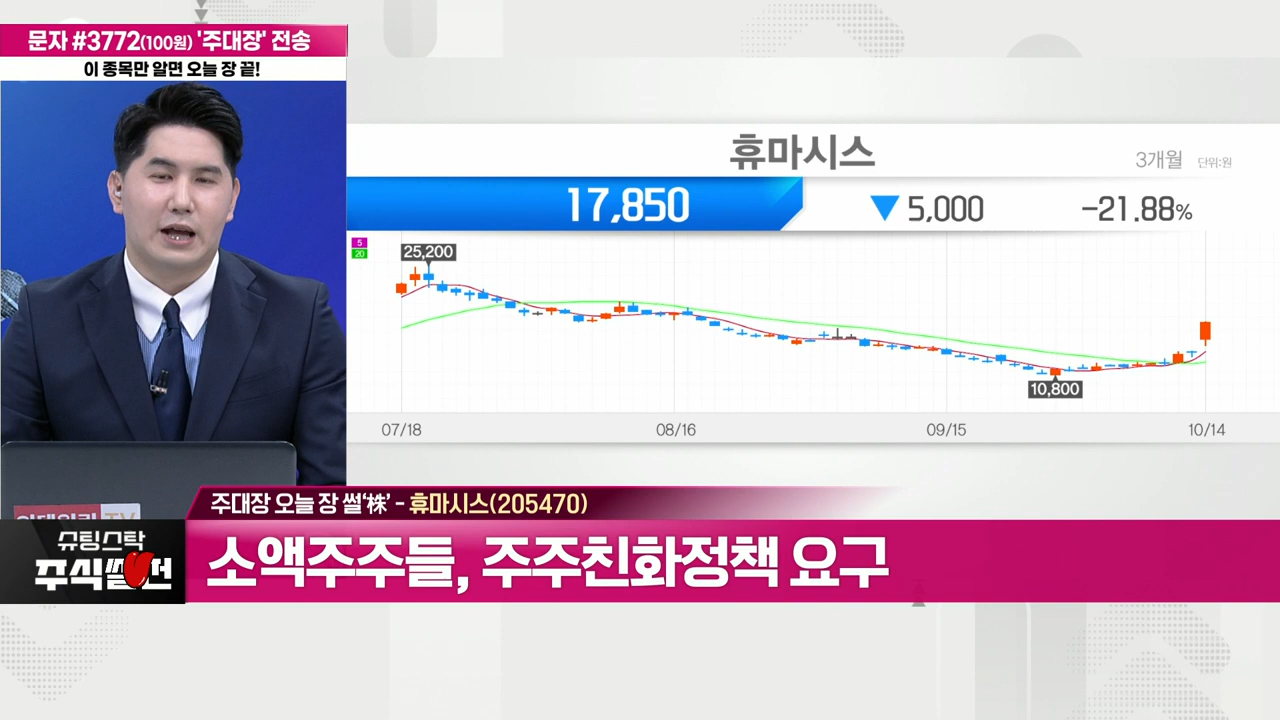 문자 #3772(100원) '주대장' 전송
이 종목만 알면 오늘 장 끝!
휴마시스
3개월 단위:원
17,850 ▼ 5,000 -21.88%
5
20
25,200
10,800
07/18 08/16 09/15 10/14
주대장 오늘 장 썰'株' - 휴마시스(205470)
슈팅스탁
주식썰전
소액주주들, 주주친화정책 요구